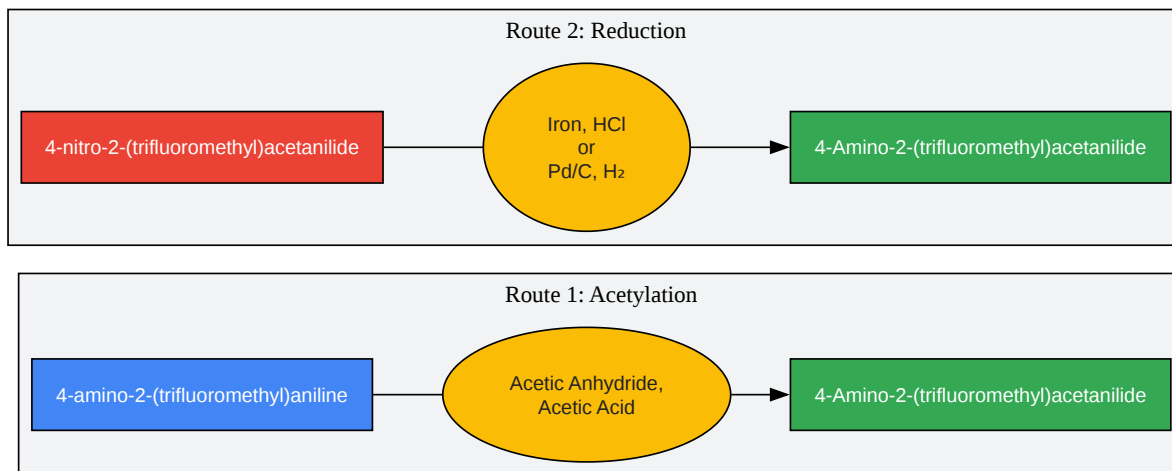 Route 2: Reduction
4-nitro-2-(trifluoromethyl)acetanilide
Iron, HCl
or
Pd/C, H₂
4-Amino-2-(trifluoromethyl)acetanilide
Route 1: Acetylation
4-amino-2-(trifluoromethyl)aniline
Acetic Anhydride,
Acetic Acid
4-Amino-2-(trifluoromethyl)acetanilide